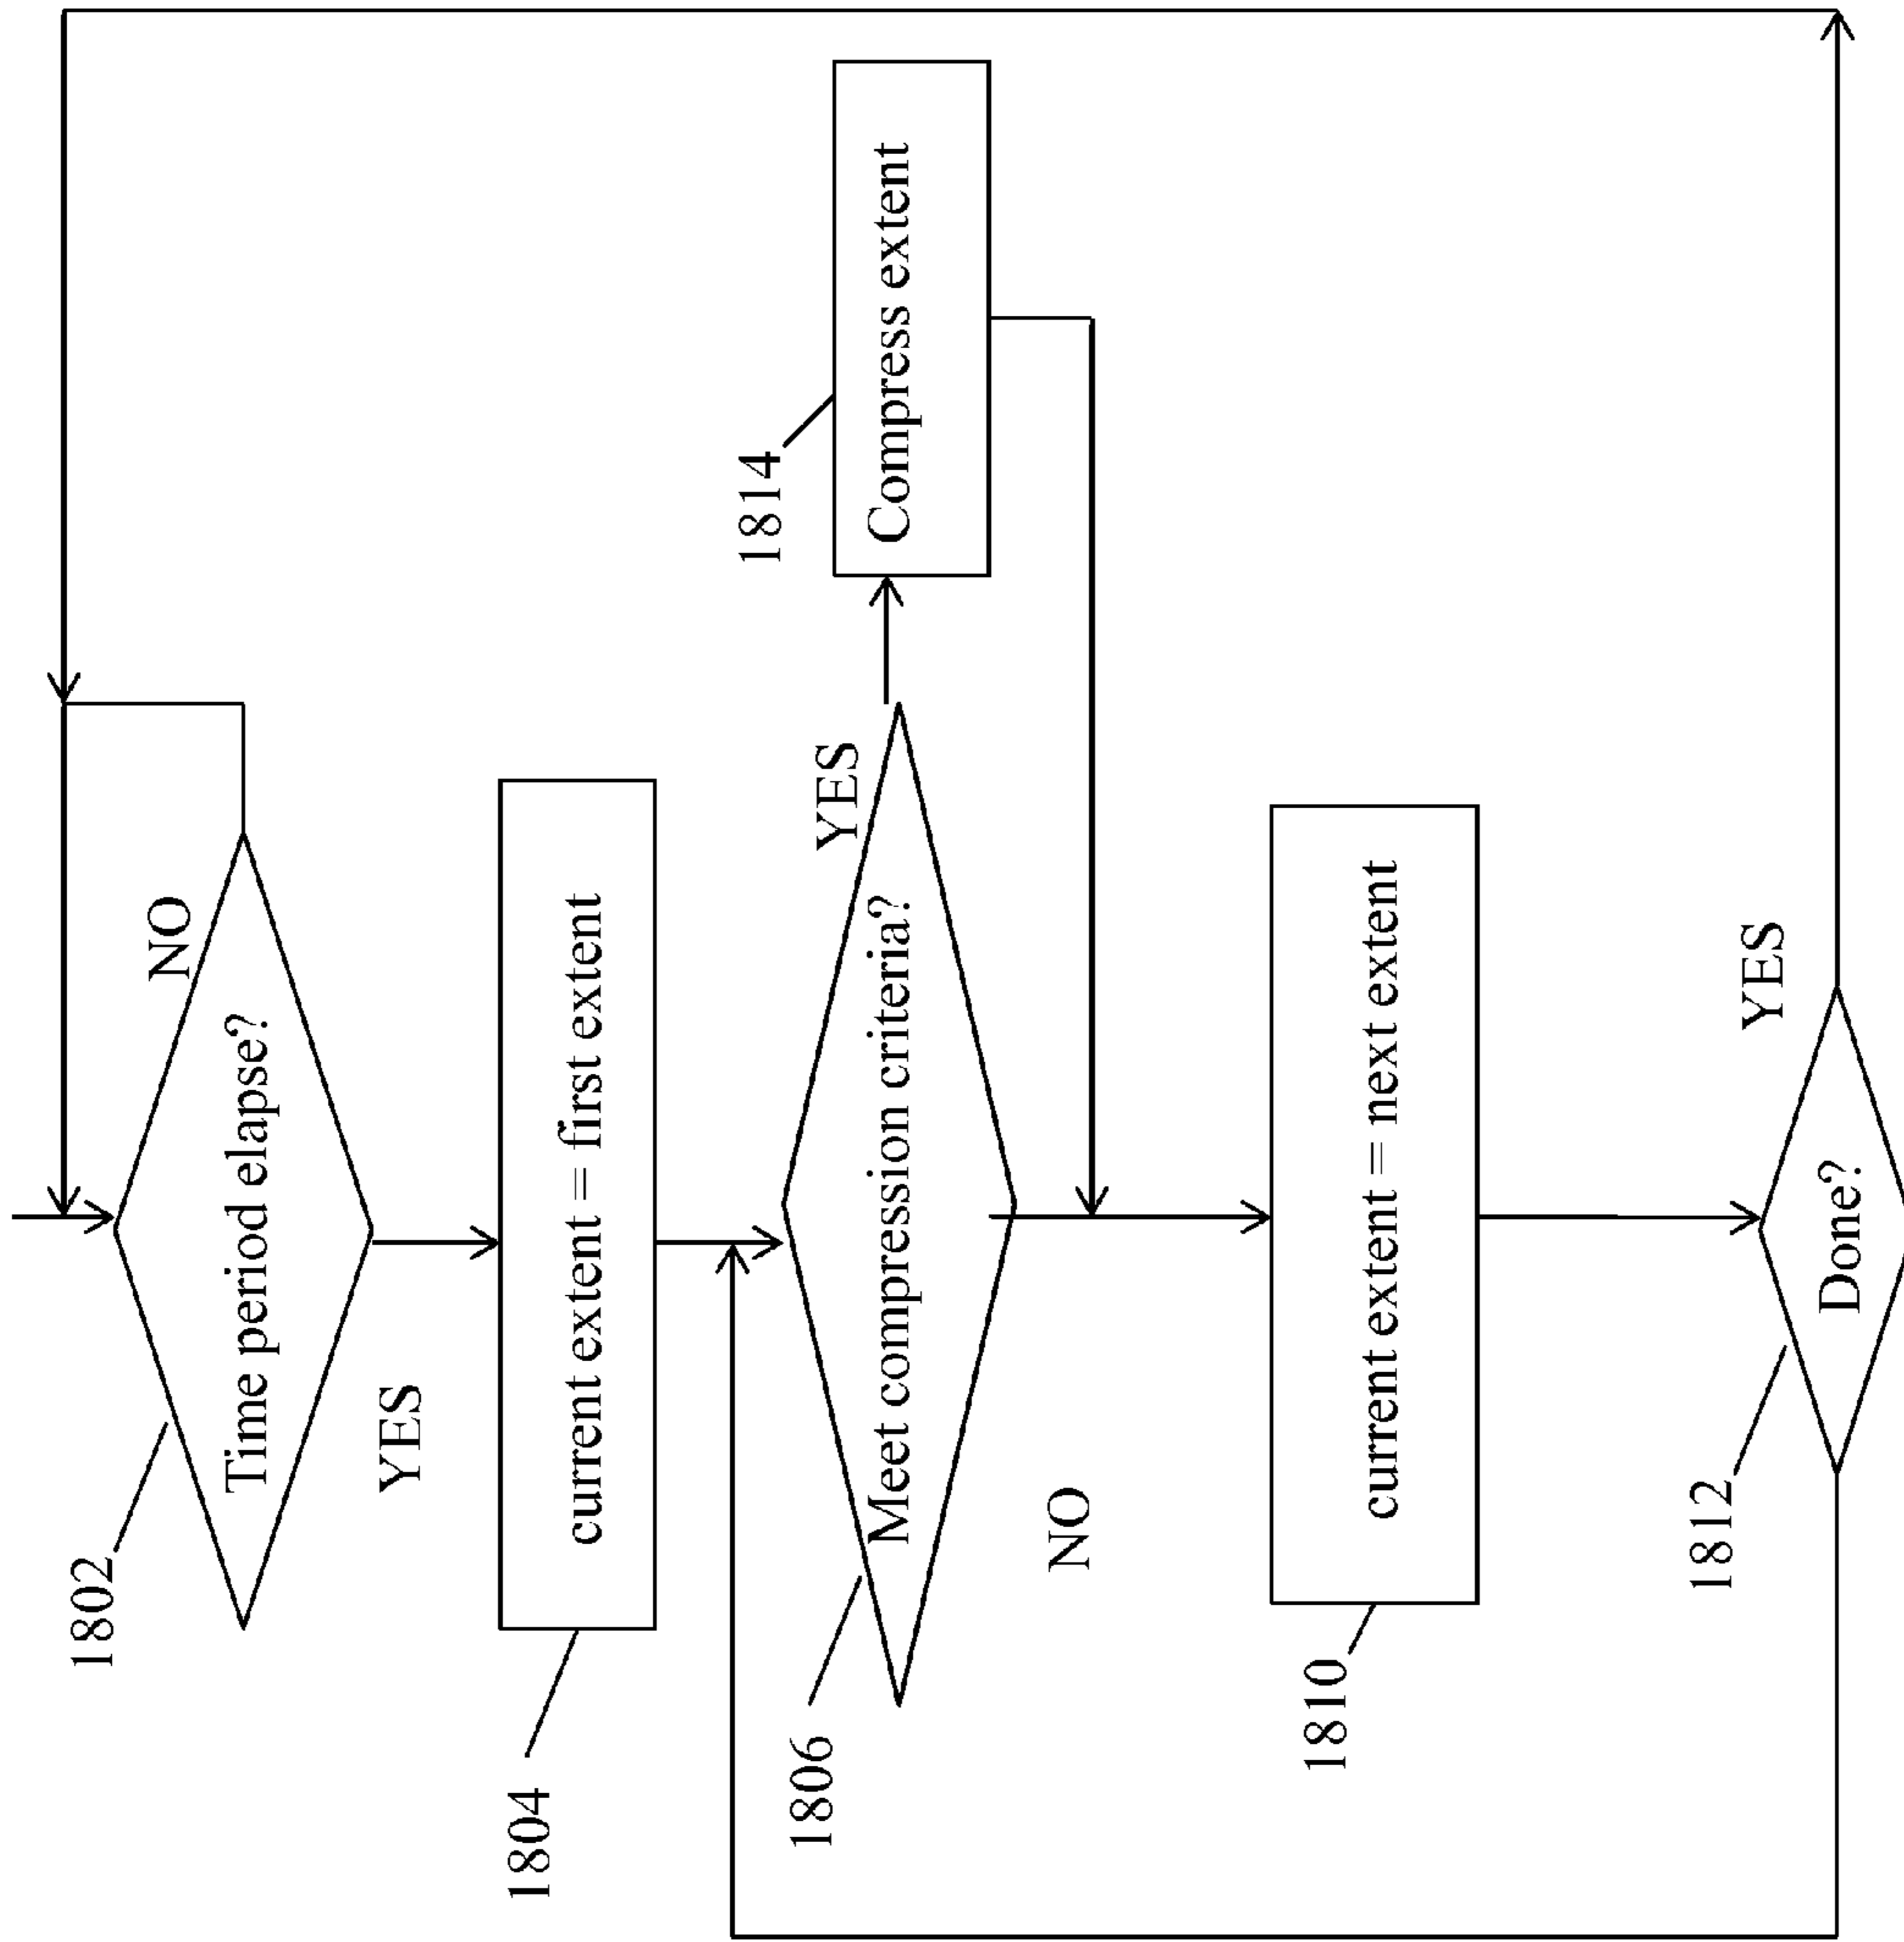 1802
Time period elapse?
NO
YES
1804
current extent = first extent
1806
Meet compression criteria?
YES
1814
Compress extent
NO
1810
current extent = next extent
1812
Done?
YES